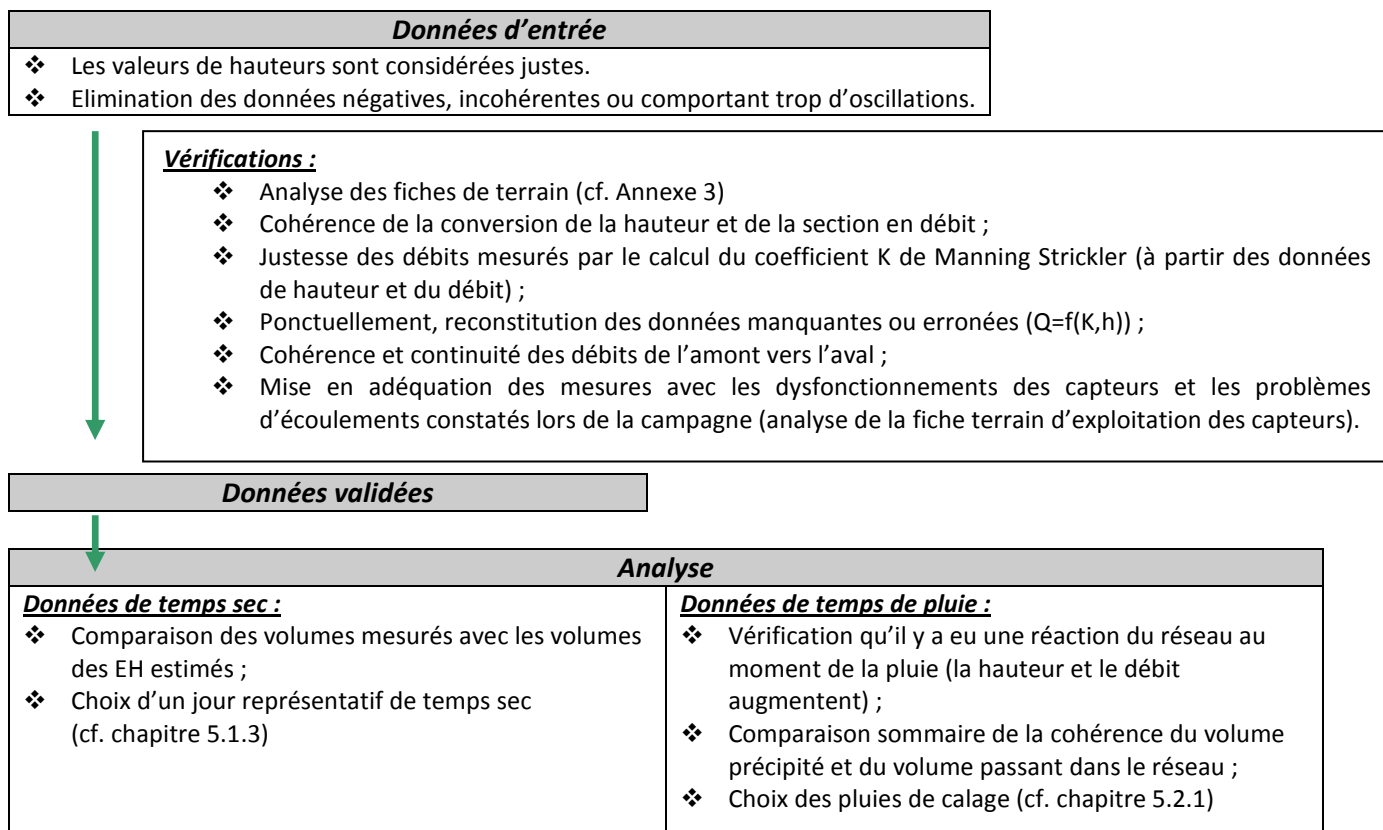 Données d'entrée
❖ Les valeurs de hauteurs sont considérées justes.
❖ Elimination des données négatives, incohérentes ou comportant trop d'oscillations.
Vérifications :
❖ Analyse des fiches de terrain (cf. Annexe 3)
❖ Cohérence de la conversion de la hauteur et de la section en débit ;
❖ Justesse des débits mesurés par le calcul du coefficient K de Manning Strickler (à partir des données
de hauteur et du débit) ;
❖ Ponctuellement, reconstitution des données manquantes ou erronées (Q=f(K,h)) ;
❖ Cohérence et continuité des débits de l'amont vers l'aval ;
❖ Mise en adéquation des mesures avec les dysfonctionnements des capteurs et les problèmes
d'écoulements constatés lors de la campagne (analyse de la fiche terrain d'exploitation des capteurs).
Données validées
Analyse
Données de temps sec :
❖ Comparaison des volumes mesurés avec les volumes
des EH estimés ;
❖ Choix d'un jour représentatif de temps sec
(cf. chapitre 5.1.3)
Données de temps de pluie :
❖ Vérification qu'il y a eu une réaction du réseau au
moment de la pluie (la hauteur et le débit
augmentent) ;
❖ Comparaison sommaire de la cohérence du volume
précipité et du volume passant dans le réseau ;
❖ Choix des pluies de calage (cf. chapitre 5.2.1)